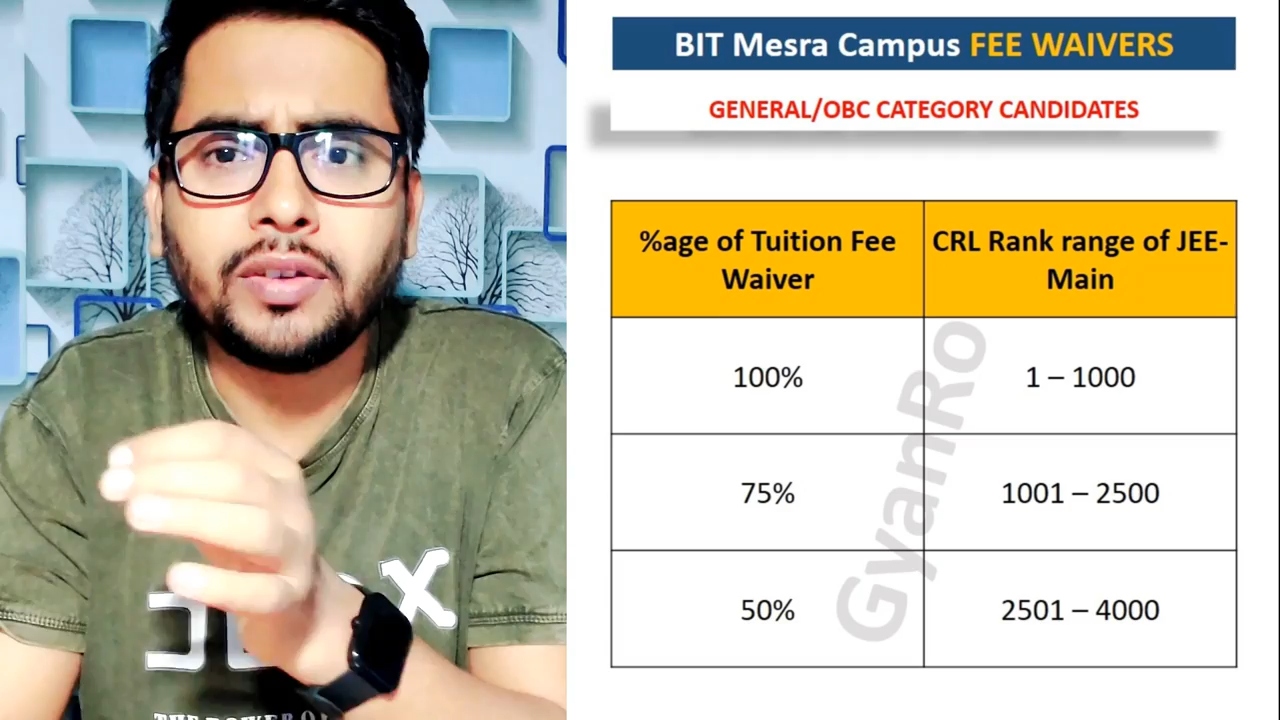 BIT Mesra Campus FEE WAIVERS
GENERAL/OBC CATEGORY CANDIDATES
%age of Tuition Fee
Waiver
CRL Rank range of JEE-
Main
100%
1 – 1000
75%
1001 – 2500
50%
2501 – 4000
GyanRo